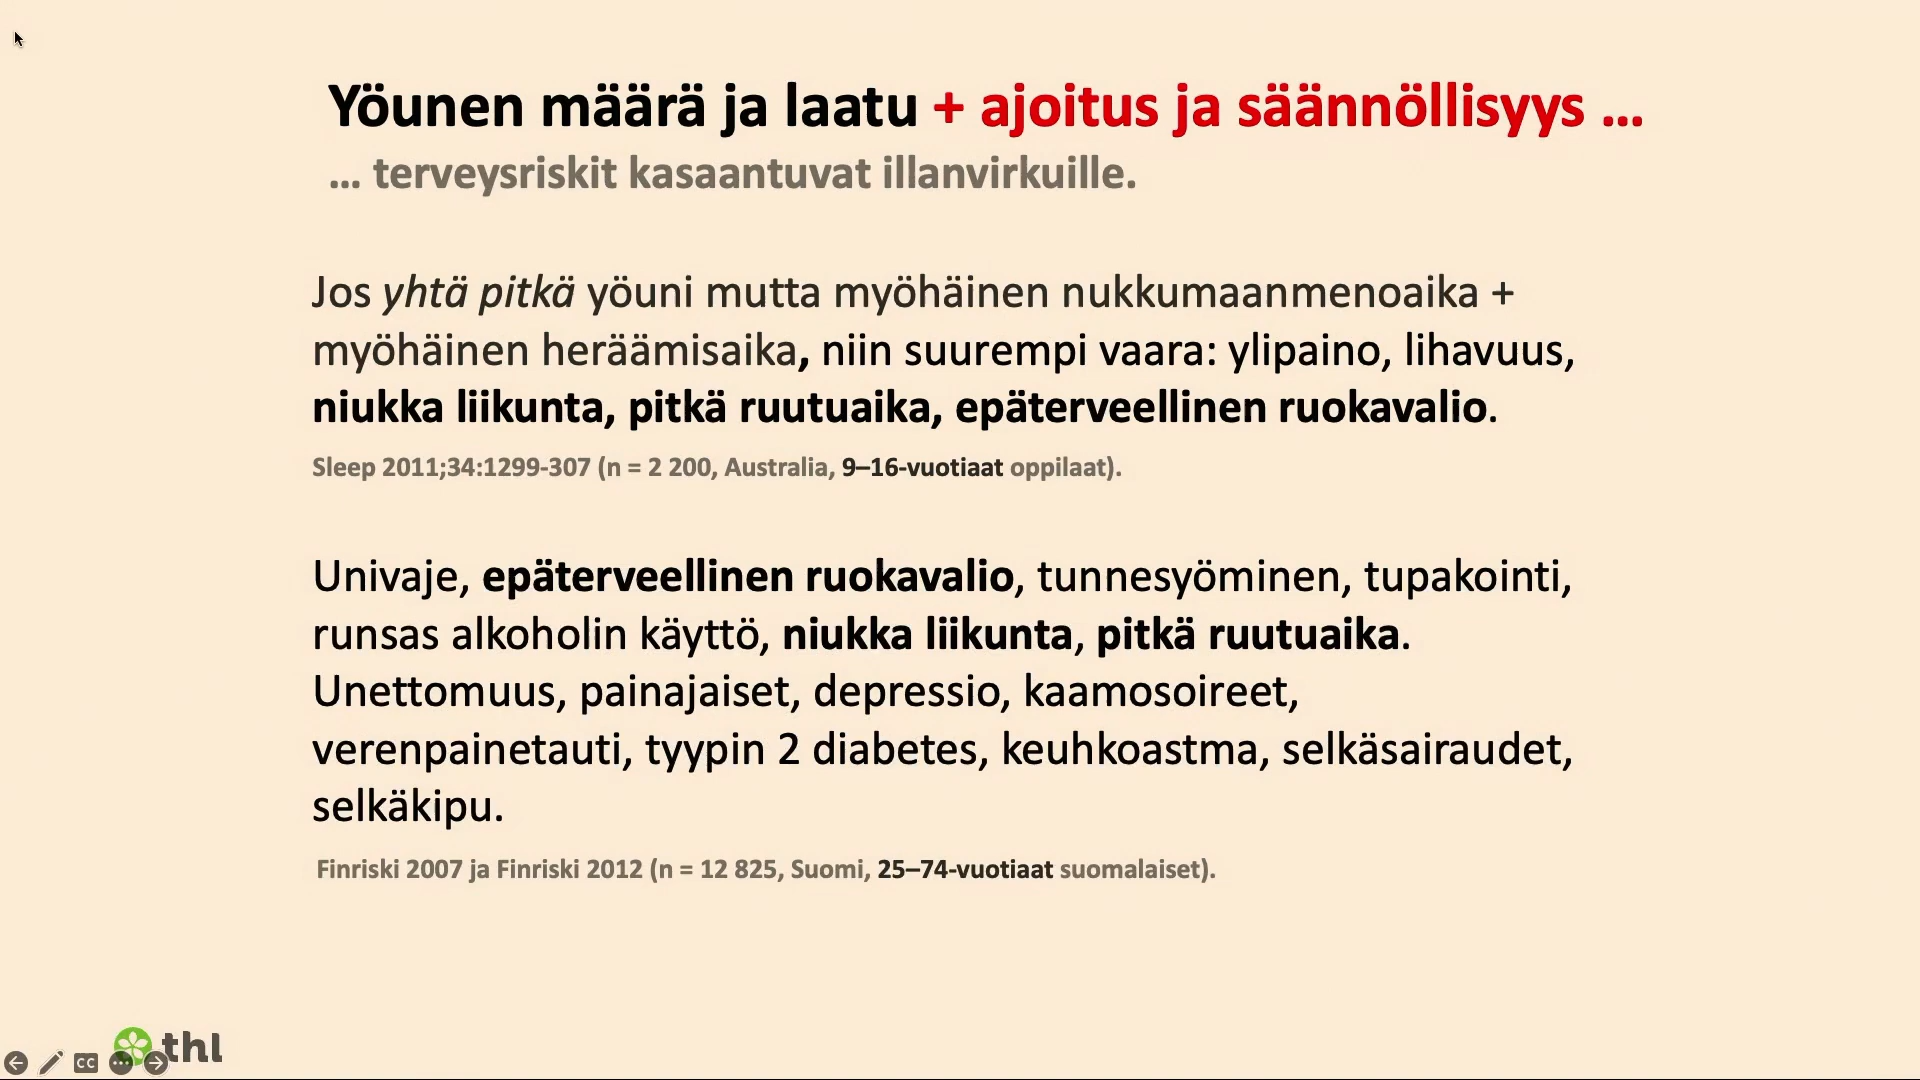 Yöunen määrä ja laatu + ajoitus ja säännöllisyys ...
... terveysriskit kasaantuvat illanvirkuille.
Jos yhtä pitkä yöuni mutta myöhäinen nukkumaanmenoaika +
myöhäinen heräämisaika, niin suurempi vaara: ylipaino, lihavuus,
niukka liikunta, pitkä ruutuaika, epäterveellinen ruokavalio.
Sleep 2011;34:1299-307 (n = 2 200, Australia, 9–16-vuotiaat oppilaat).
Univaje, epäterveellinen ruokavalio, tunnesyöminen, tupakointi,
runsas alkoholin käyttö, niukka liikunta, pitkä ruutuaika.
Unettomuus, painajaiset, depressio, kaamosoireet,
verenpainetauti, tyypin 2 diabetes, keuhkoastma, selkäsairaudet,
selkäkipu.
Finriski 2007 ja Finriski 2012 (n = 12 825, Suomi, 25–74-vuotiaat suomalaiset).
thl
CC